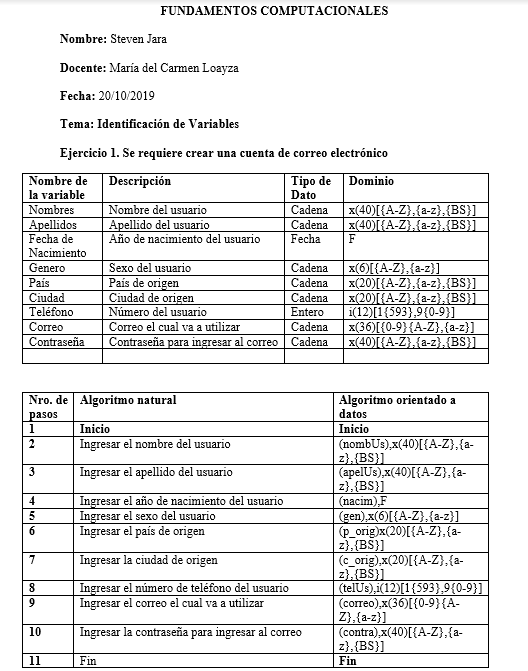 FUNDAMENTOS COMPUTACIONALES
Nombre: Steven Jara
Docente: María del Carmen Loayza
Fecha: 20/10/2019
Tema: Identificación de Variables
Ejercicio 1. Se requiere crear una cuenta de correo electrónico
Nombre de la variable Descripción Tipo de Dato Dominio
Nombres Nombre del usuario Cadena x(40)[{A-Z},{a-z},{BS}]
Apellidos Apellido del usuario Cadena x(40)[{A-Z},{a-z},{BS}]
Fecha de Nacimiento Año de nacimiento del usuario Fecha F
Genero Sexo del usuario Cadena x(6)[{A-Z},{a-z}]
País País de origen Cadena x(20)[{A-Z},{a-z},{BS}]
Ciudad Ciudad de origen Cadena x(20)[{A-Z},{a-z},{BS}]
Teléfono Número del usuario Entero i(12)[1{593},9{0-9}]
Correo Correo el cual va a utilizar Cadena x(36)[{0-9}{A-Z},{a-z}]
Contraseña Contraseña para ingresar al correo Cadena x(40)[{A-Z},{a-z},{BS}]
Nro. de pasos Algoritmo natural Algoritmo orientado a datos
1 Inicio Inicio
2 Ingresar el nombre del usuario (nombUs),x(40)[{A-Z},{a-z},{BS}]
3 Ingresar el apellido del usuario (apelUs),x(40)[{A-Z},{a-z},{BS}]
4 Ingresar el año de nacimiento del usuario (nacim),F
5 Ingresar el sexo del usuario (gen),x(6)[{A-Z},{a-z}]
6 Ingresar el país de origen (p_orig)x(20)[{A-Z},{a-z},{BS}]
7 Ingresar la ciudad de origen (c_orig),x(20)[{A-Z},{a-z},{BS}]
8 Ingresar el número de teléfono del usuario (telUs),i(12)[1{593},9{0-9}]
9 Ingresar el correo el cual va a utilizar (correo),x(36)[{0-9}{A-Z},{a-z}]
10 Ingresar la contraseña para ingresar al correo (contra),x(40)[{A-Z},{a-z},{BS}]
11 Fin Fin